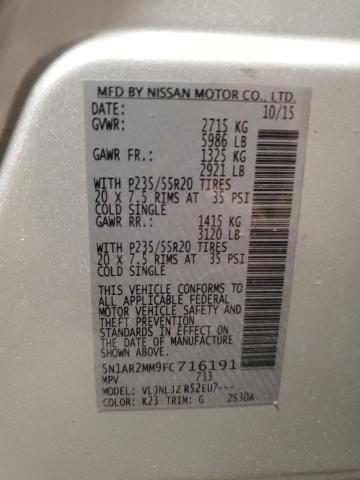 MFD BY NISSAN MOTOR CO., LTD.
DATE: 10/15
GVWR: 2715 KG
5986 LB
GAWR FR.: 1325 KG
2921 LB
WITH P235/55R20 TIRES
20 X 7.5 RIMS AT 35 PSI
COLD SINGLE
GAWR RR.: 1415 KG
3120 LB
WITH P235/55R20 TIRES
20 X 7.5 RIMS AT 35 PSI
COLD SINGLE
THIS VEHICLE CONFORMS TO
ALL APPLICABLE FEDERAL
MOTOR VEHICLE SAFETY AND
THEFT PREVENTION
STANDARDS IN EFFECT ON
THE DATE OF MANUFACTURE
SHOWN ABOVE.
5N1AR2MM9FC716191
MPV 733
MODEL: VLJNLJZ R52EU7---
COLOR: K23 TRIM: G 2S30A